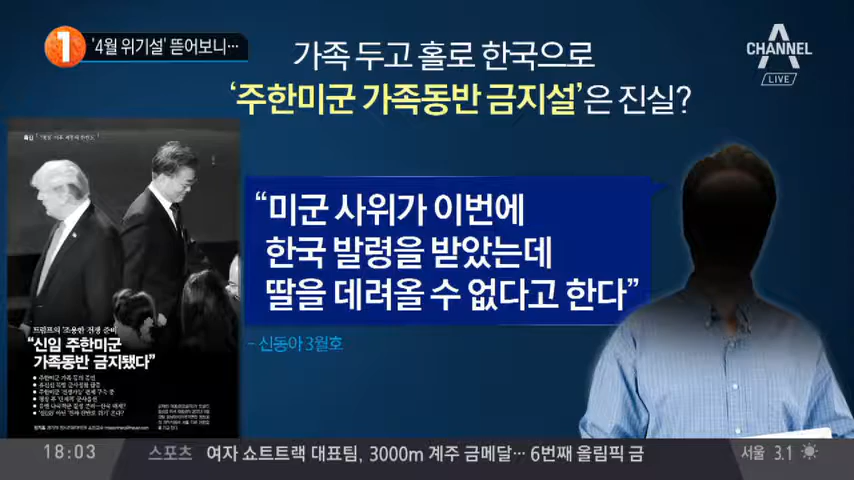 1 '4월 위기설' 뜯어보니…
CHANNEL A
LIVE
가족 두고 홀로 한국으로
'주한미군 가족동반 금지설'은 진실?
"미군 사위가 이번에
한국 발령을 받았는데
딸을 데려올 수 없다고 한다"
- 신동아 3월호
트럼프의 '조용한' 전쟁 준비
"신임 주한미군
가족동반 금지됐다"
18:03
스포츠 여자 쇼트트랙 대표팀, 3000m 계주 금메달… 6번째 올림픽 금
서울 3.1